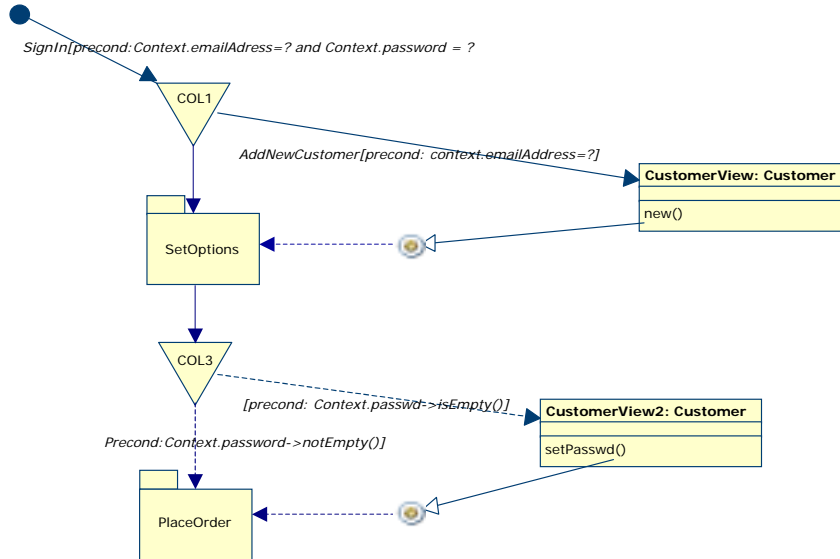 SignIn[precond:Context.emailAdress=? and Context.password = ?
COL1
AddNewCustomer[precond: context.emailAddress=?]
CustomerView: Customer
new()
SetOptions
COL3
[precond: Context.passwd->isEmpty()]
CustomerView2: Customer
Precond:Context.password->notEmpty()]
setPasswd()
PlaceOrder